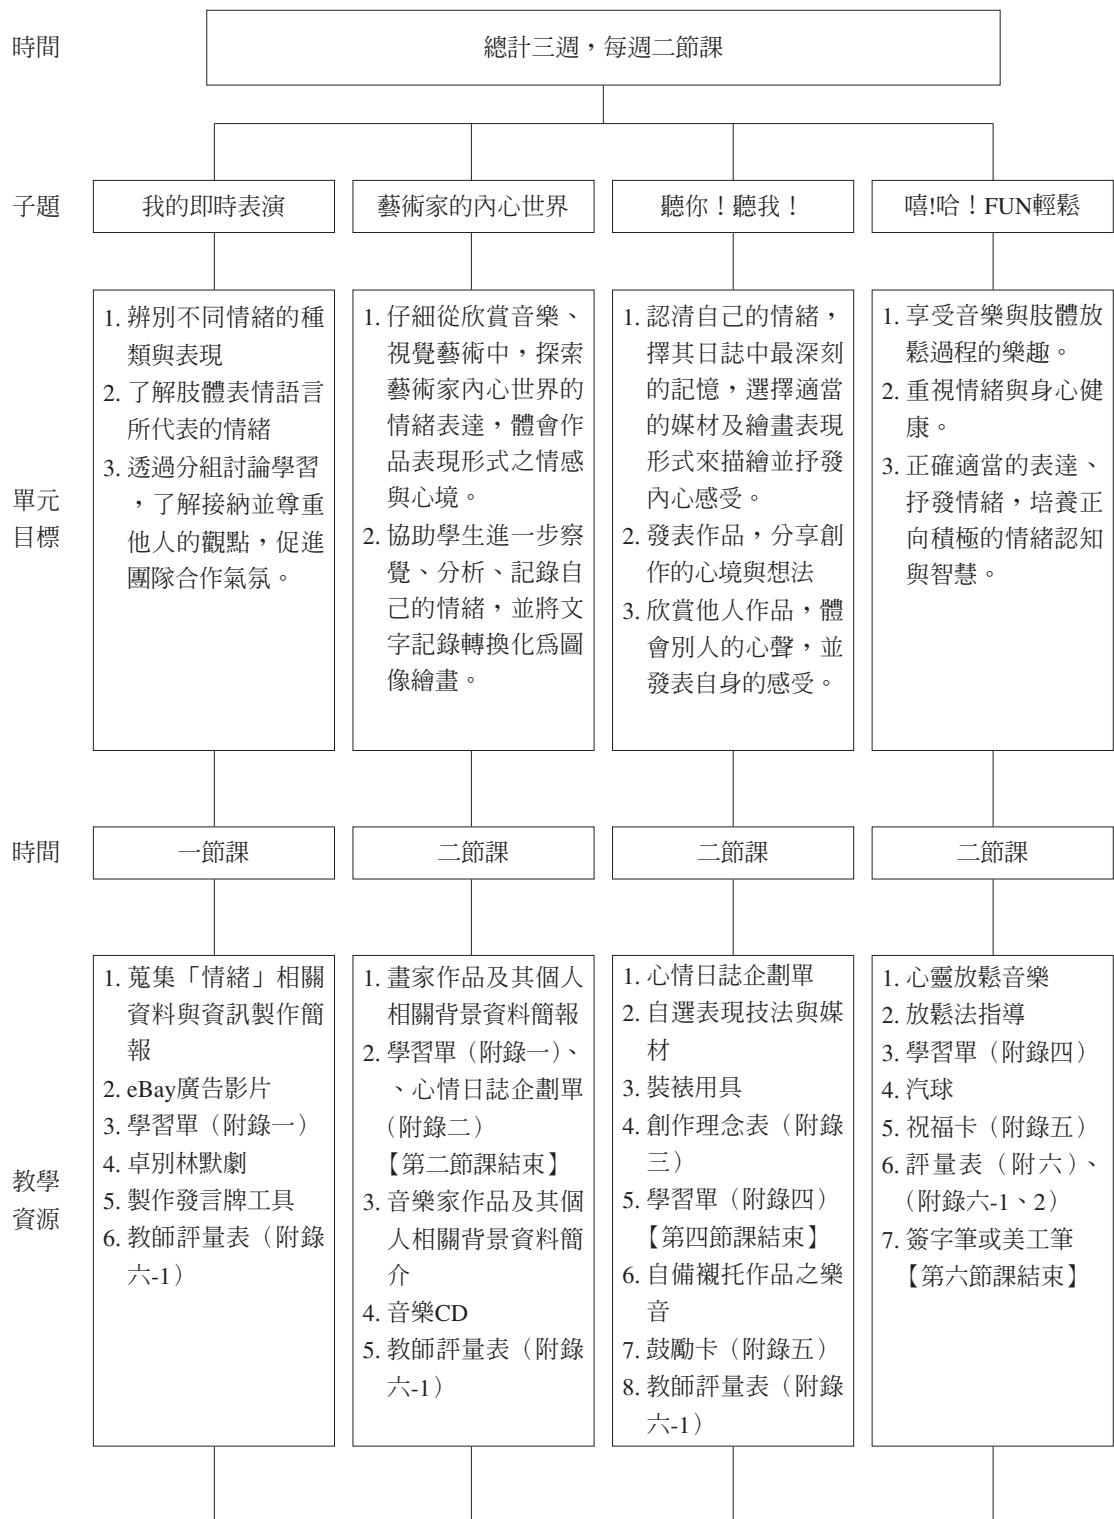 時間
總計三週，每週二節課
子題
我的即時表演
藝術家的內心世界
聽你！聽我！
嘻!哈！FUN輕鬆
單元
目標
1. 辨別不同情緒的種
類與表現
2. 了解肢體表情語言
所代表的情緒
3. 透過分組討論學習
，了解接納並尊重
他人的觀點，促進
團隊合作氣氛。
1. 仔細從欣賞音樂、
視覺藝術中，探索
藝術家內心世界的
情緒表達，體會作
品表現形式之情感
與心境。
2. 協助學生進一步察
覺、分析、記錄自
己的情緒，並將文
字記錄轉換化爲圖
像繪畫。
1. 認清自己的情緒，
擇其日誌中最深刻
的記憶，選擇適當
的媒材及繪畫表現
形式來描繪並抒發
內心感受。
2. 發表作品，分享創
作的心境與想法
3. 欣賞他人作品，體
會別人的心聲，並
發表自身的感受。
1. 享受音樂與肢體放
鬆過程的樂趣。
2. 重視情緒與身心健
康。
3. 正確適當的表達、
抒發情緒，培養正
向積極的情緒認知
與智慧。
時間
一節課
二節課
二節課
二節課
教學
資源
1. 蒐集「情緒」相關
資料與資訊製作簡
報
2. eBay廣告影片
3. 學習單（附錄一）
4. 卓別林默劇
5. 製作發言牌工具
6. 教師評量表（附錄
六-1）
1. 畫家作品及其個人
相關背景資料簡報
2. 學習單（附錄一）、
、心情日誌企劃單
（附錄二）
【第二節課結束】
3. 音樂家作品及其個
人相關背景資料簡
介
4. 音樂CD
5. 教師評量表（附錄
六-1）
1. 心情日誌企劃單
2. 自選表現技法與媒
材
3. 裝裱用具
4. 創作理念表（附錄
三）
5. 學習單（附錄四）
【第四節課結束】
6. 自備襯托作品之樂
音
7. 鼓勵卡（附錄五）
8. 教師評量表（附錄
六-1）
1. 心靈放鬆音樂
2. 放鬆法指導
3. 學習單（附錄四）
4. 汽球
5. 祝福卡（附錄五）
6. 評量表（附六）、
（附錄六-1、2）
7. 簽字筆或美工筆
【第六節課結束】